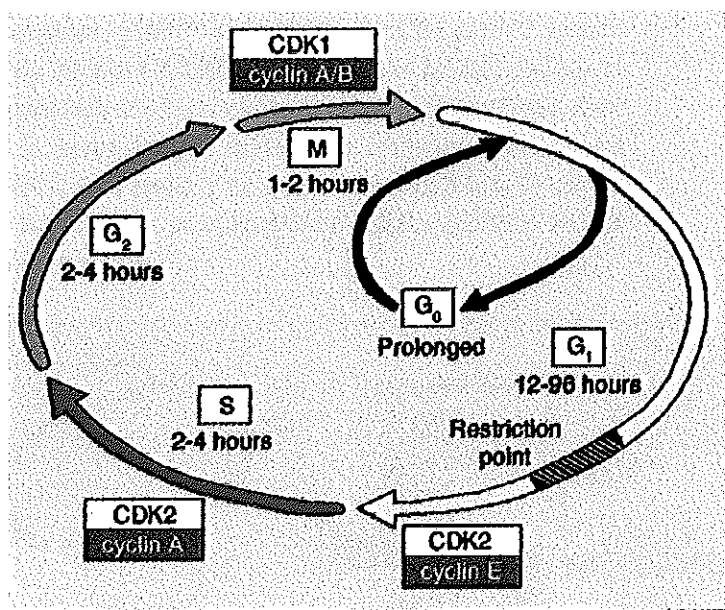 CDK1
cyclin A/B
M
1-2 hours
G₂
2-4 hours
G₀
Prolonged
G₁
12-96 hours
S
2-4 hours
Restriction
point
CDK2
cyclin A
CDK2
cyclin E